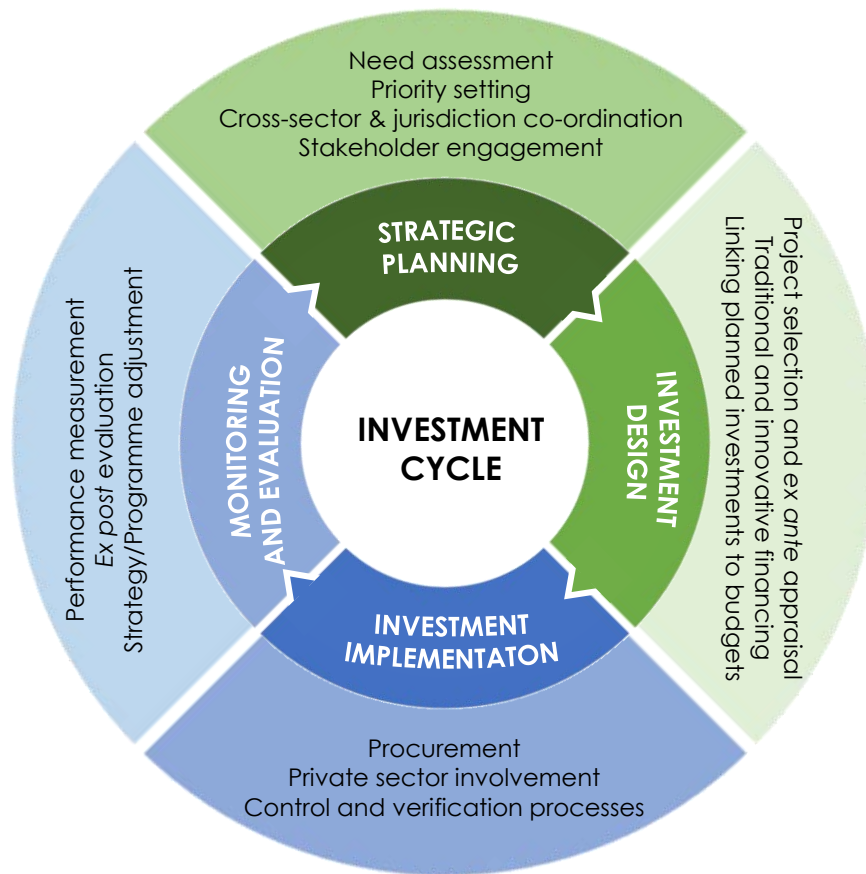 Need assessment
Priority setting
Cross-sector & jurisdiction co-ordination
Stakeholder engagement
STRATEGIC
PLANNING
Project selection and ex ante appraisal
Traditional and innovative financing
Linking planned investments to budgets
INVESTMENT
DESIGN
INVESTMENT
CYCLE
INVESTMENT
IMPLEMENTATON
Procurement
Private sector involvement
Control and verification processes
MONITORING
AND EVALUATION
Performance measurement
Ex post evaluation
Strategy/Programme adjustment